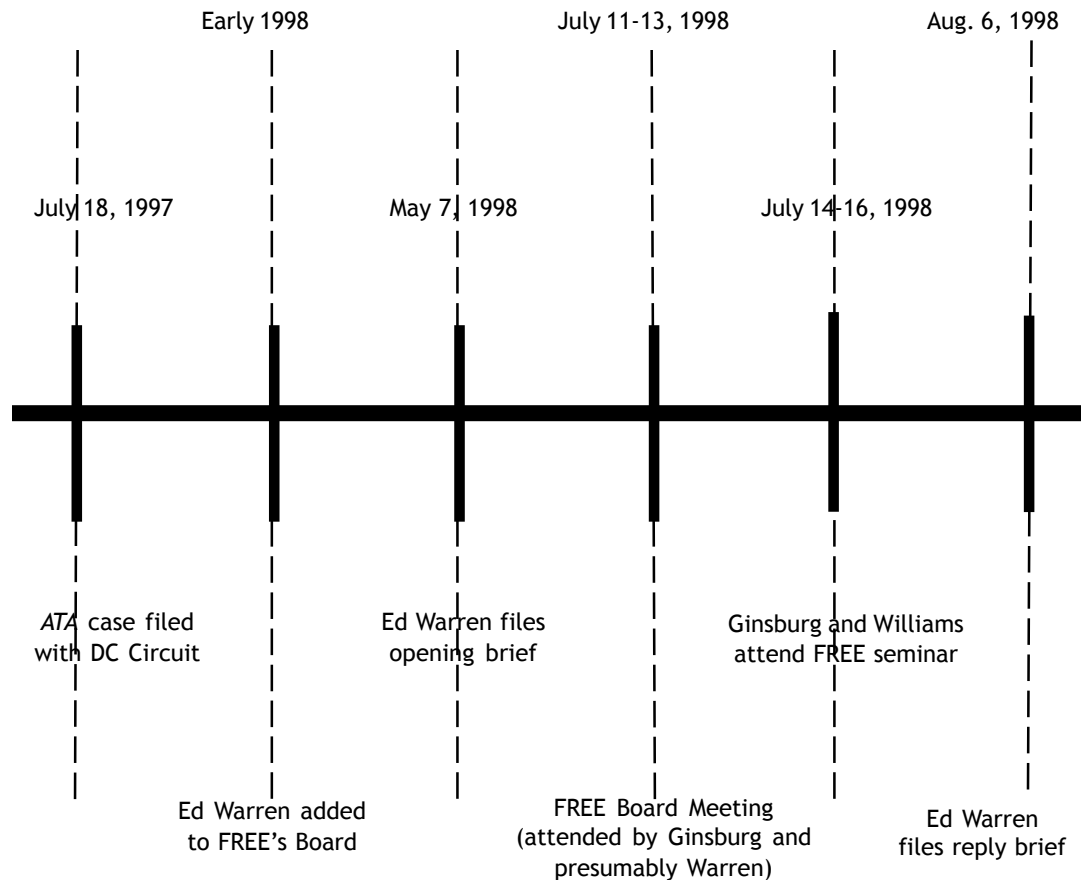 Early 1998
July 11-13, 1998
Aug. 6, 1998
July 18, 1997
May 7, 1998
July 14-16, 1998
ATA case filed
with DC Circuit
Ed Warren files
opening brief
Ginsburg and Williams
attend FREE seminar
Ed Warren added
to FREE's Board
FREE Board Meeting
(attended by Ginsburg and
presumably Warren)
Ed Warren
files reply brief